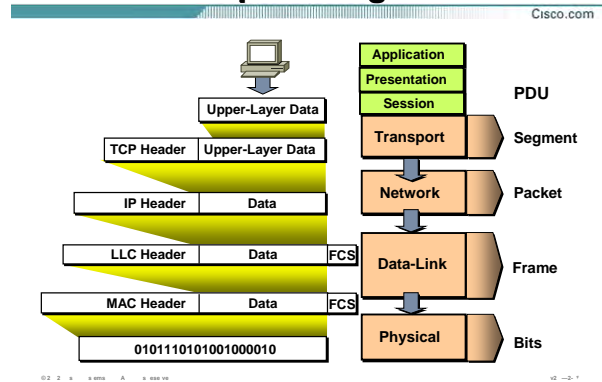 Cisco.com
Application
Presentation
Session
PDU
Upper-Layer Data
Transport
Segment
TCP Header Upper-Layer Data
Network
Packet
IP Header Data
LLC Header Data FCS
Data-Link
Frame
MAC Header Data FCS
Physical
Bits
0101110101001000010